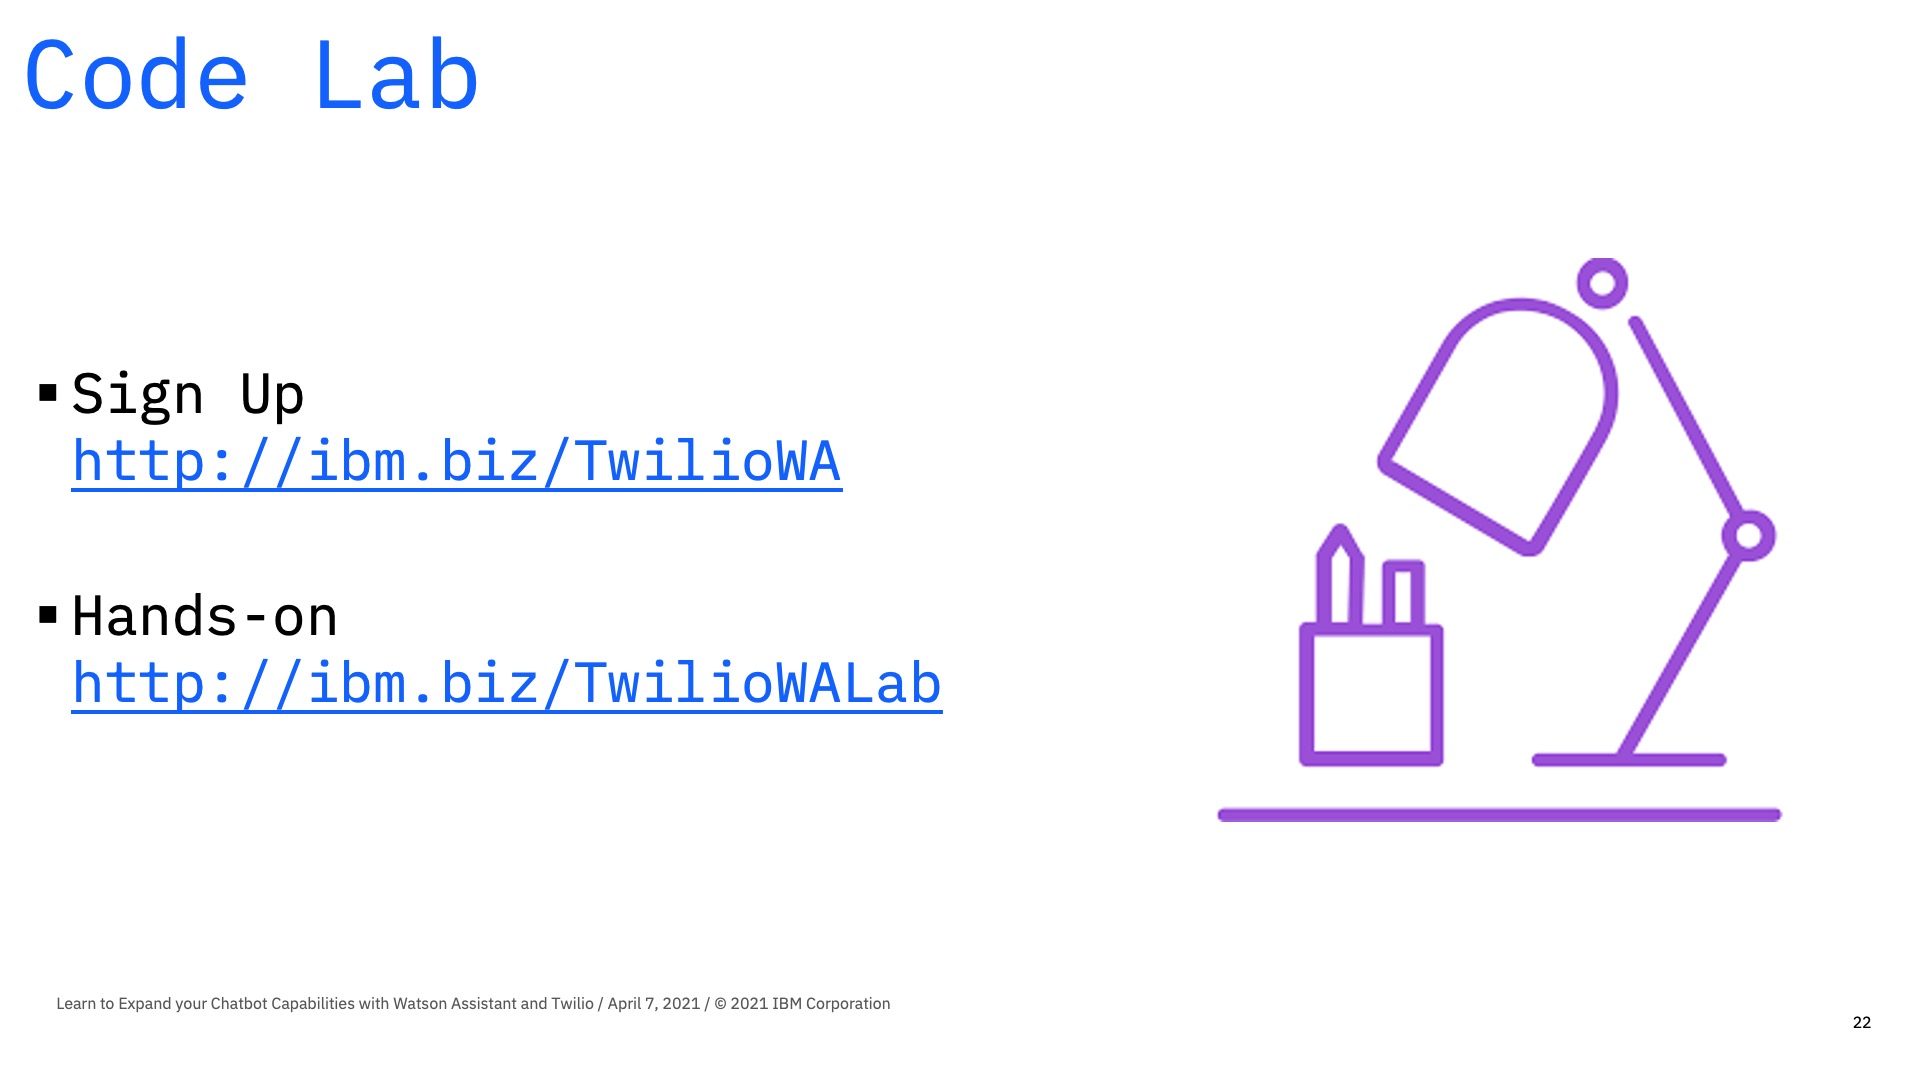 Code Lab
▪ Sign Up
http://ibm.biz/TwilioWA
▪ Hands-on
http://ibm.biz/TwilioWALab
Learn to Expand your Chatbot Capabilities with Watson Assistant and Twilio / April 7, 2021 / © 2021 IBM Corporation
22